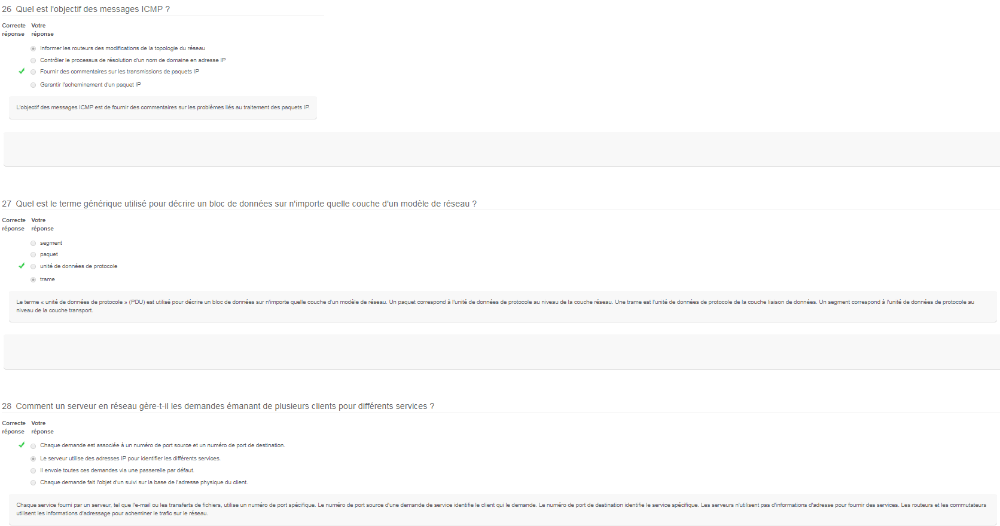 26 Quel est l'objectif des messages ICMP ?
Correcte Votre
réponse réponse
Informer les routeurs des modifications de la topologie du réseau
Contrôler le processus de résolution d'un nom de domaine en adresse IP
Fournir des commentaires sur les transmissions de paquets IP
Garantir l'acheminement d'un paquet IP
L'objectif des messages ICMP est de fournir des commentaires sur les problèmes liés au traitement des paquets IP.
27 Quel est le terme générique utilisé pour décrire un bloc de données sur n'importe quelle couche d'un modèle de réseau ?
Correcte Votre
réponse réponse
segment
paquet
unité de données de protocole
trame
Le terme « unité de données de protocole » (PDU) est utilisé pour décrire un bloc de données sur n'importe quelle couche d'un modèle de réseau. Un paquet correspond à l'unité de données de protocole au niveau de la couche réseau. Une trame est l'unité de données de protocole de la couche liaison de données. Un segment correspond à l'unité de données de protocole au
niveau de la couche transport.
28 Comment un serveur en réseau gère-t-il les demandes émanant de plusieurs clients pour différents services ?
Correcte Votre
réponse réponse
Chaque demande est associée à un numéro de port source et un numéro de port de destination.
Le serveur utilise des adresses IP pour identifier les différents services.
Il envoie toutes ces demandes via une passerelle par défaut.
Chaque demande fait l'objet d'un suivi sur la base de l'adresse physique du client.
Chaque service fourni par un serveur, tel que l'e-mail ou les transferts de fichiers, utilise un numéro de port spécifique. Le numéro de port source d'une demande de service identifie le client qui le demande. Le numéro de port de destination identifie le service spécifique. Les serveurs n'utilisent pas d'informations d'adresse pour fournir des services. Les routeurs et les commutateurs
utilisent les informations d'adressage pour acheminer le trafic sur le réseau.